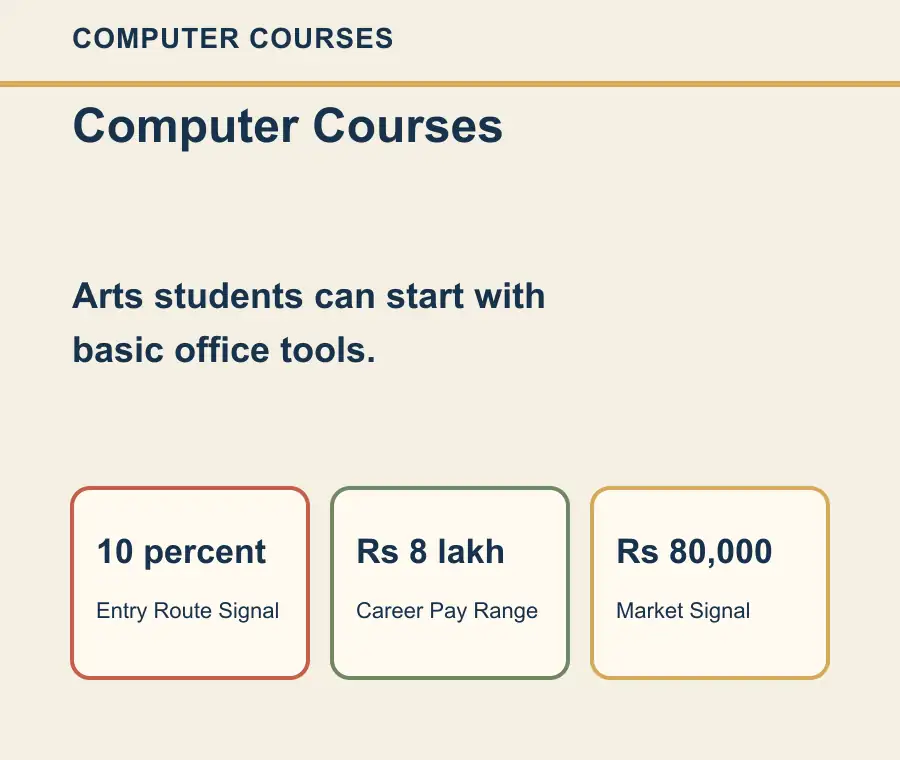 COMPUTER COURSES
Computer Courses
Arts students can start with
basic office tools.
10 percent
Entry Route Signal
Rs 8 lakh
Career Pay Range
Rs 80,000
Market Signal